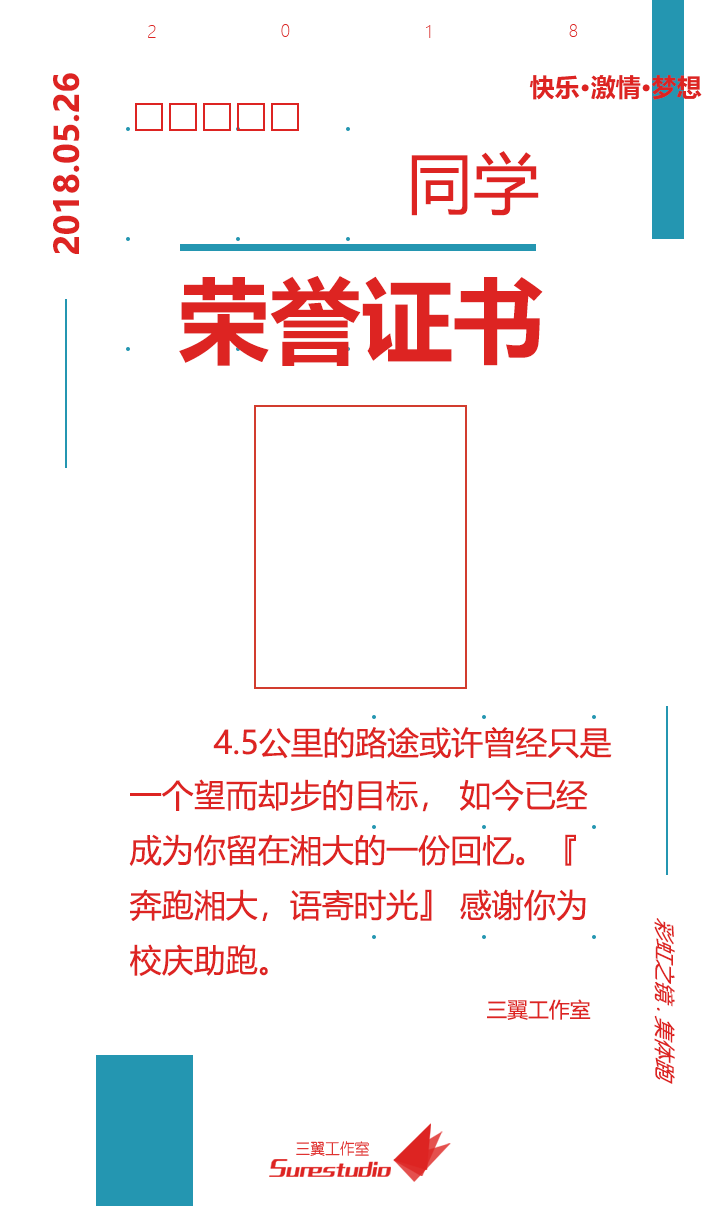 2 0 1 8
2018.05.26
快乐·激情·梦想
□□□□□
同学
荣誉证书
4.5公里的路途或许曾经只是
一个望而却步的目标， 如今已经
成为你留在湘大的一份回忆。 『
奔跑湘大，语寄时光』 感谢你为
校庆助跑。
三翼工作室
彩虹之镜·集体跑
三翼工作室
Surestudio